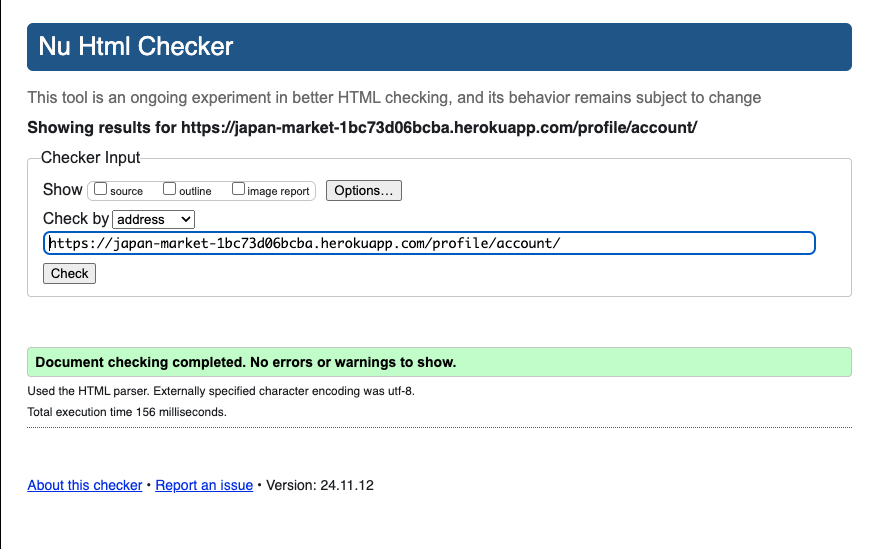 Nu Html Checker
This tool is an ongoing experiment in better HTML checking, and its behavior remains subject to change
Showing results for https://japan-market-1bc73d06bcba.herokuapp.com/profile/account/
Checker Input
Show source outline image report Options…
Check by address
https://japan-market-1bc73d06bcba.herokuapp.com/profile/account/
Check
Document checking completed. No errors or warnings to show.
Used the HTML parser. Externally specified character encoding was utf-8.
Total execution time 156 milliseconds.
About this checker • Report an issue • Version: 24.11.12